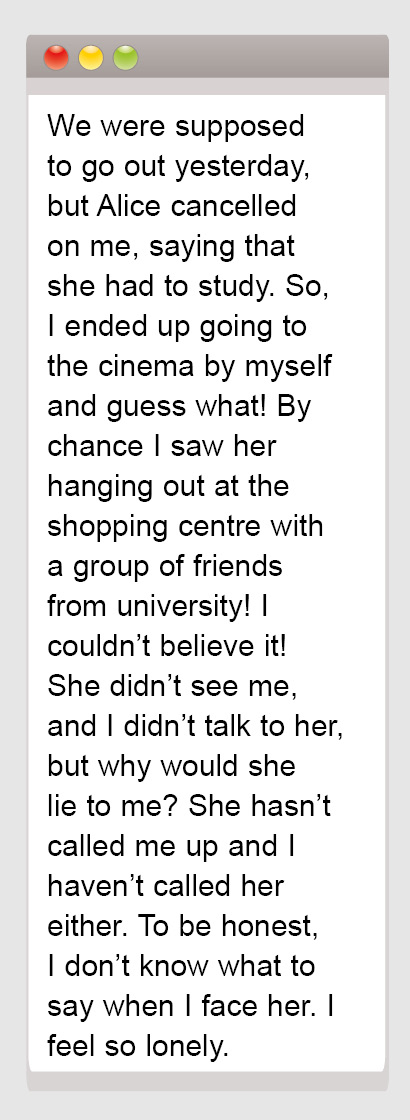 We were supposed
to go out yesterday,
but Alice cancelled
on me, saying that
she had to study. So,
I ended up going to
the cinema by myself
and guess what! By
chance I saw her
hanging out at the
shopping centre with
a group of friends
from university! I
couldn’t believe it!
She didn’t see me,
and I didn’t talk to her,
but why would she
lie to me? She hasn’t
called me up and I
haven’t called her
either. To be honest,
I don’t know what to
say when I face her. I
feel so lonely.